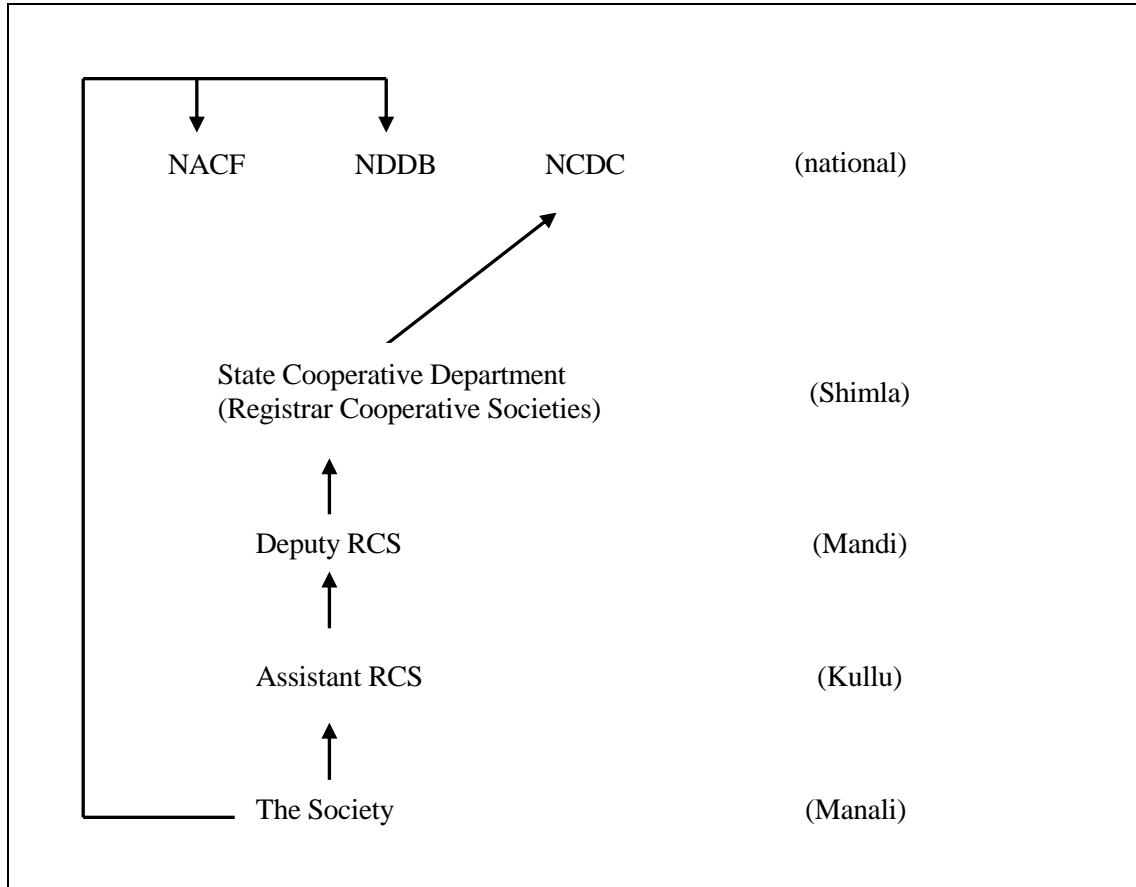 NACF NDDB NCDC (national)
State Cooperative Department
(Registrar Cooperative Societies) (Shimla)
Deputy RCS (Mandi)
Assistant RCS (Kullu)
The Society (Manali)